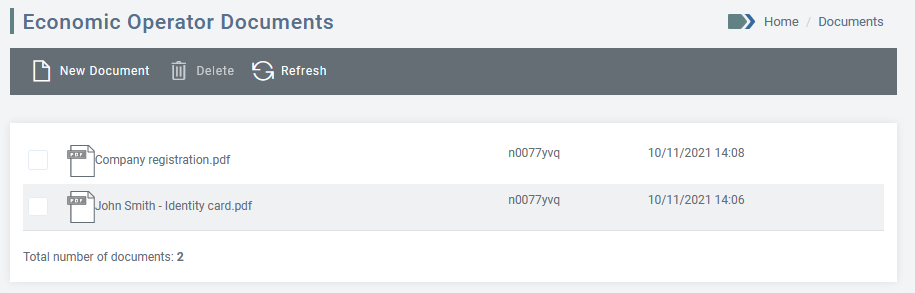 Economic Operator Documents
Home / Documents
New Document Delete Refresh
PDF Company registration.pdf n0077yvq 10/11/2021 14:08
PDF John Smith - Identity card.pdf n0077yvq 10/11/2021 14:06
Total number of documents: 2